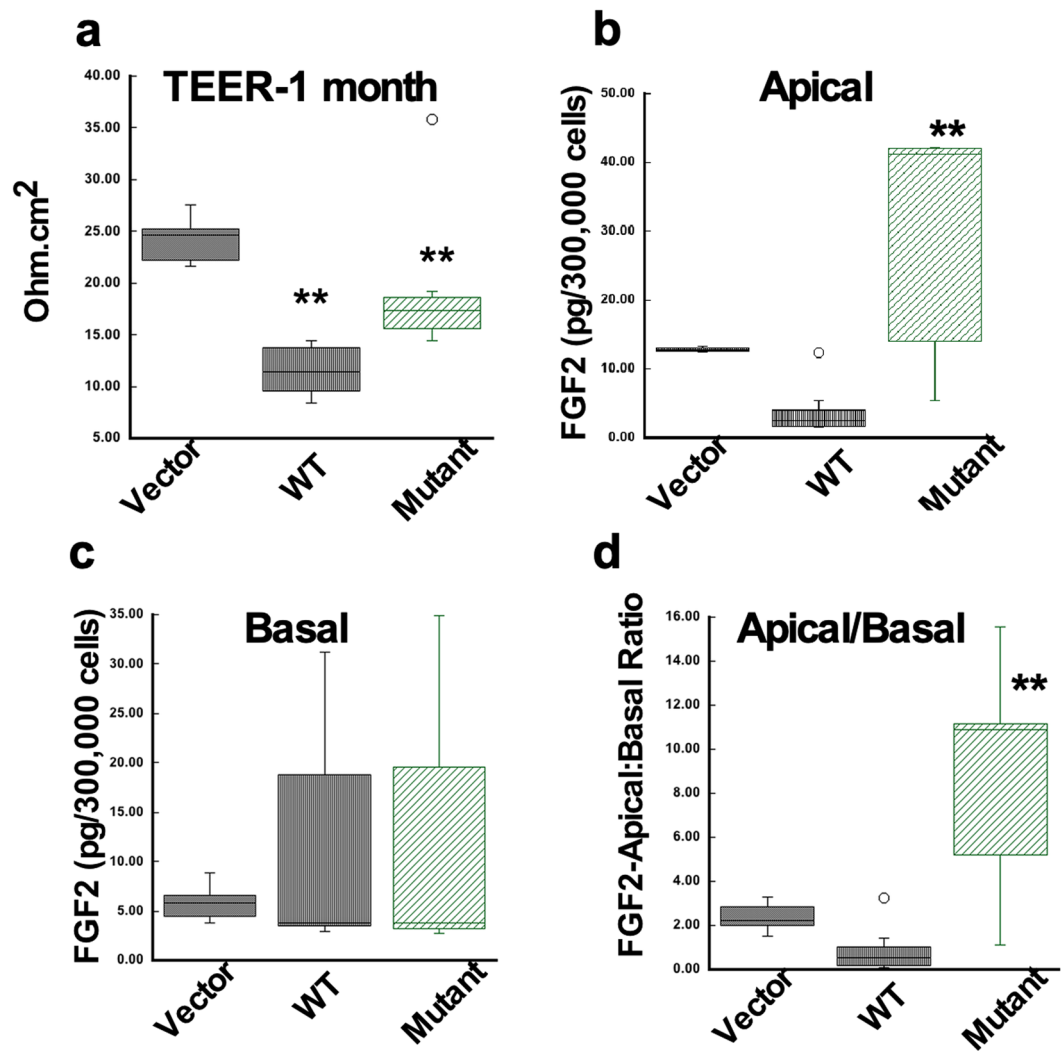 a
TEER-1 month
Ohm.cm2
40.00
35.00
30.00
25.00
20.00
15.00
10.00
5.00
**
**
Vector
WT
Mutant
b
Apical
FGF2 (pg/300,000 cells)
50.00
40.00
30.00
20.00
10.00
0.00
**
Vector
WT
Mutant
c
Basal
FGF2 (pg/300,000 cells)
35.00
30.00
25.00
20.00
15.00
10.00
5.00
0.00
Vector
WT
Mutant
d
Apical/Basal
FGF2-Apical:Basal Ratio
16.00
14.00
12.00
10.00
8.00
6.00
4.00
2.00
0.00
**
Vector
WT
Mutant